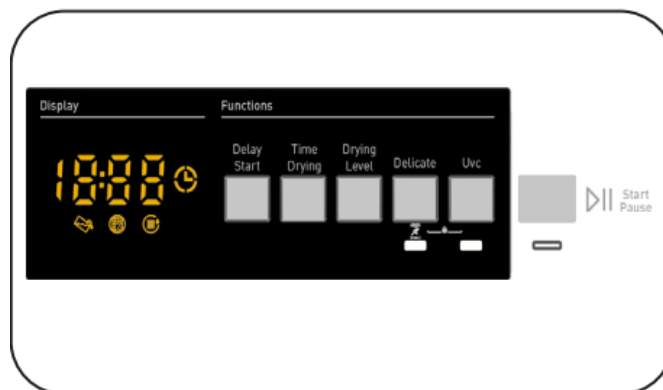 Display
Functions
Delay Start
Time Drying
Drying Level
Delicate
Uvc
18:88
Start
Pause